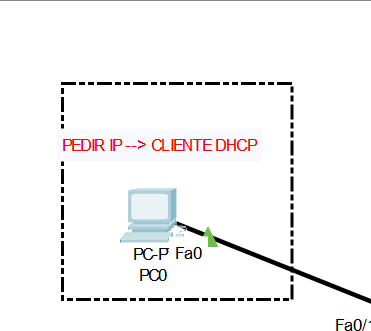 PEDIR IP --> CLIENTE DHCP
PC-P Fa0
PC0